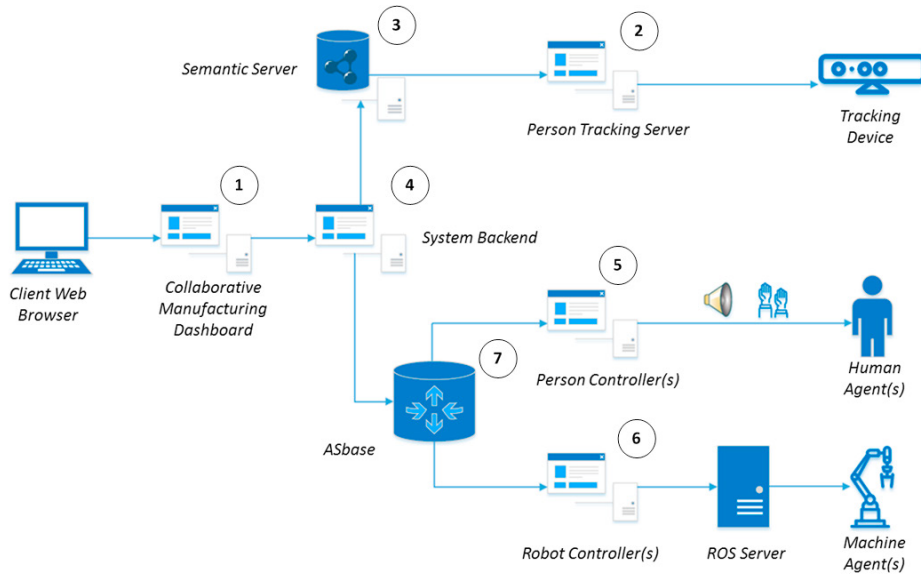 3
2
Semantic Server
Person Tracking Server
Tracking
Device
1
4
System Backend
Client Web
Browser
Collaborative
Manufacturing
Dashboard
5
7
Person Controller(s)
Human
Agent(s)
ASbase
6
Robot Controller(s)
ROS Server
Machine
Agent(s)